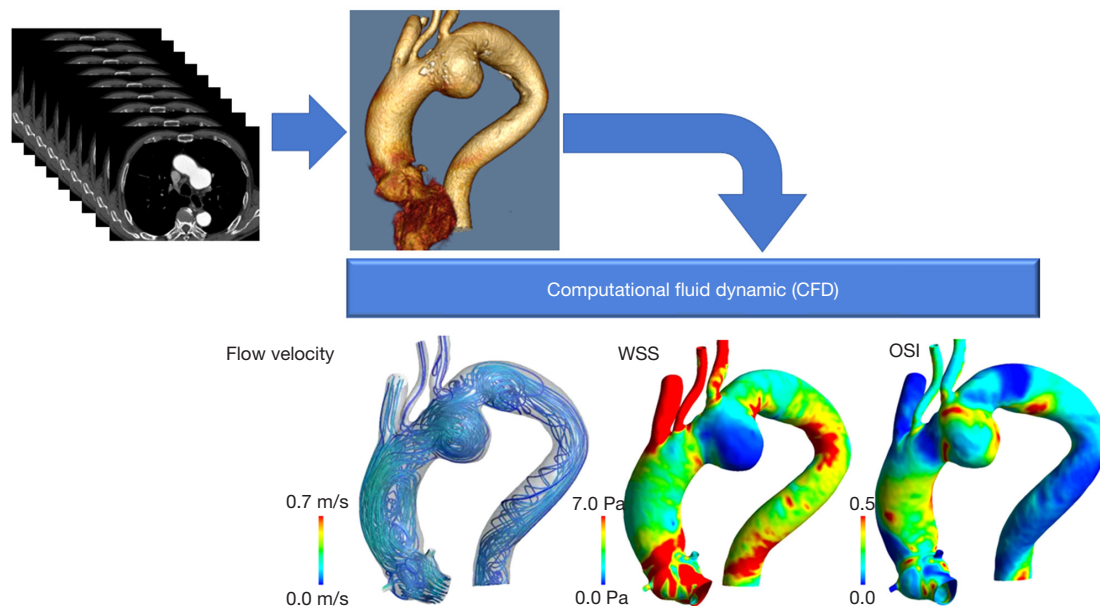 Computational fluid dynamic (CFD)
Flow velocity
WSS
OSI
0.7 m/s
7.0 Pa
0.5
0.0 m/s
0.0 Pa
0.0